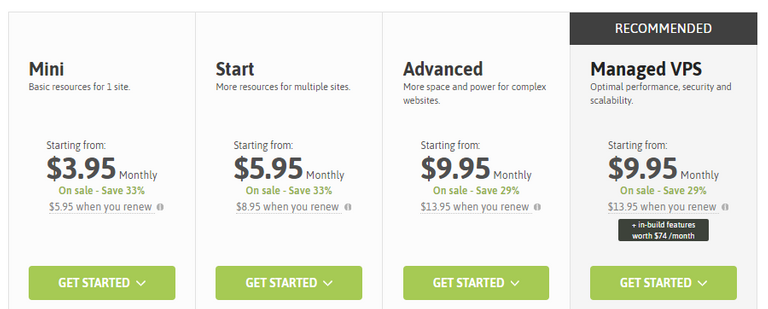 RECOMMENDED
Mini
Basic resources for 1 site.
Starting from:
$3.95 Monthly
On sale - Save 33%
$5.95 when you renew
GET STARTED
Start
More resources for multiple sites.
Starting from:
$5.95 Monthly
On sale - Save 33%
$8.95 when you renew
GET STARTED
Advanced
More space and power for complex
websites.
Starting from:
$9.95 Monthly
On sale - Save 29%
$13.95 when you renew
GET STARTED
Managed VPS
Optimal performance, security and
scalability.
Starting from:
$9.95 Monthly
On sale - Save 29%
$13.95 when you renew
+ in-build features
worth $74 /month
GET STARTED